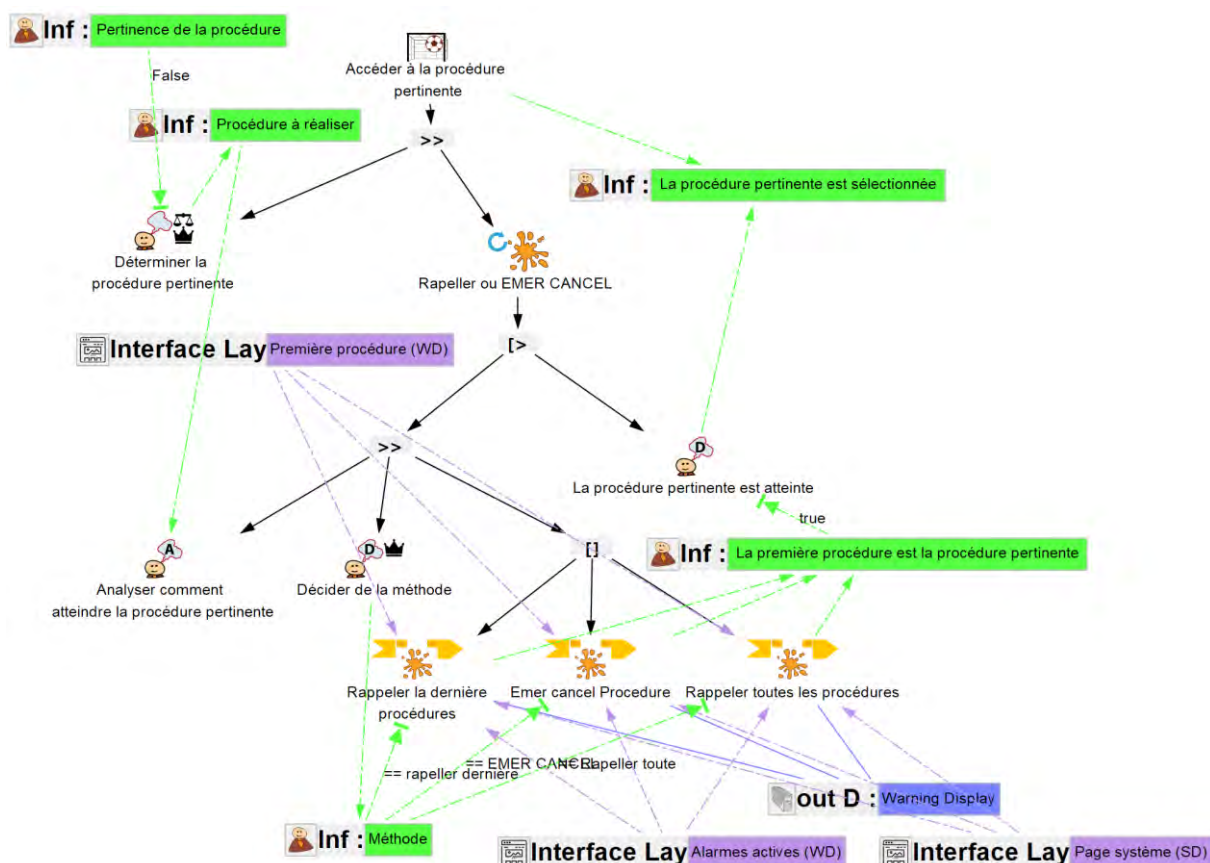 Inf : Pertinence de la procédure
False
Accéder à la procédure
pertinente
Inf : Procédure à réaliser
>>
Inf : La procédure pertinente est sélectionnée
Déterminer la
procédure pertinente
Rapeller ou EMER CANCEL
Interface Lay Première procédure (WD)
[>
>>
D
La procédure pertinente est atteinte
true
A
D
[]
Inf : La première procédure est la procédure pertinente
Analyser comment
atteindre la procédure pertinente
Décider de la méthode
Rappeler la dernière
procédures
Emer cancel Procedure
Rappeler toutes les procédures
== rapeller dernière
== EMER CANCEL
== Rapeller toute
out D : Warning Display
Inf : Méthode
Interface Lay Alarmes actives (WD)
Interface Lay Page système (SD)